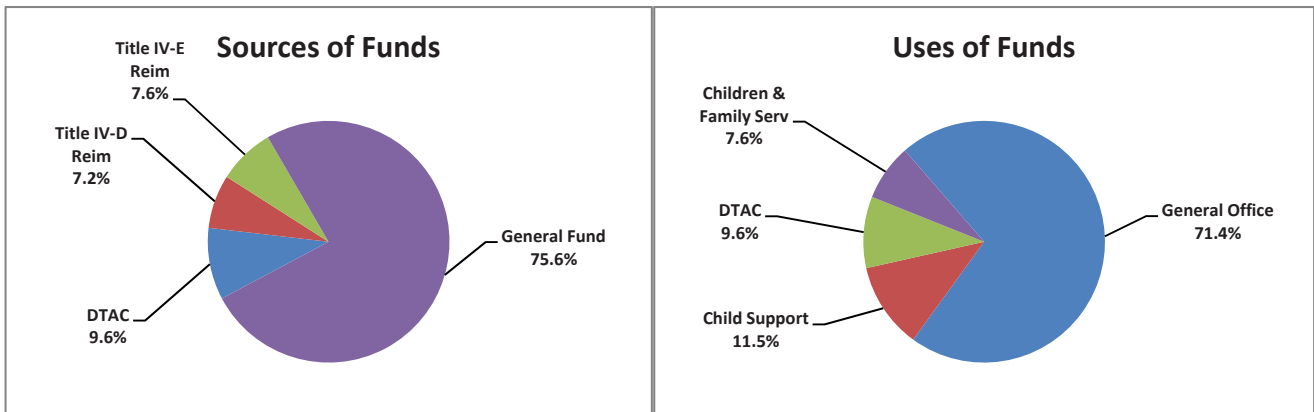 Sources of Funds
Title IV-E
Reim
7.6%
Title IV-D
Reim
7.2%
DTAC
9.6%
General Fund
75.6%
Uses of Funds
Children &
Family Serv
7.6%
DTAC
9.6%
Child Support
11.5%
General Office
71.4%